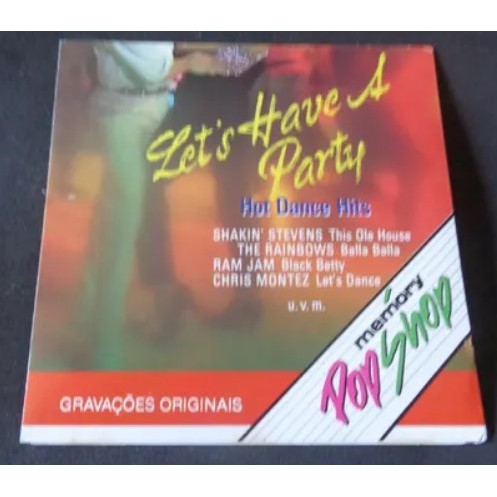 Let's Have A
Party
Hot Dance Hits
SHAKIN' STEVENS This Ole House
THE RAINBOWS Balla Balla
RAM JAM Black Betty
CHRIS MONTEZ Let's Dance
u.v.m.
memory
Pop Shop
GRAVAÇÕES ORIGINAIS